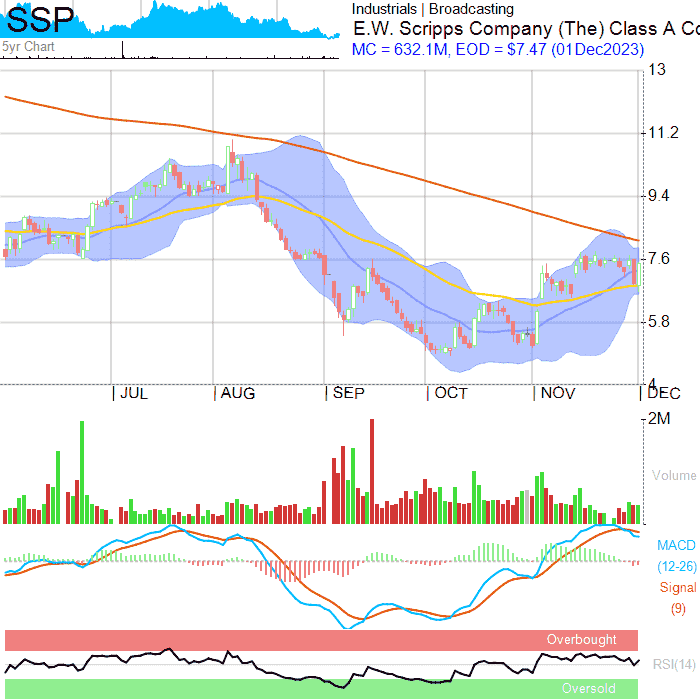 SSP
5yr Chart
Industrials | Broadcasting
E.W. Scripps Company (The) Class A Co
MC = 632.1M, EOD = $7.47 (01Dec2023)
13
11.2
9.4
7.6
5.8
4
JUL AUG SEP OCT NOV DEC
2M
Volume
MACD
(12-26)
Signal
(9)
Overbought
RSI(14)
Oversold